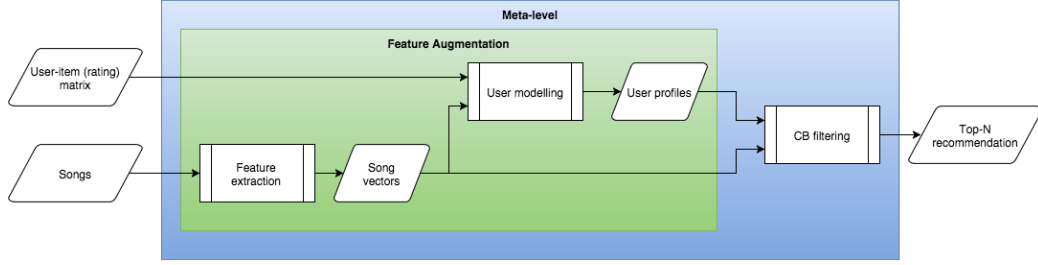 Meta-level
Feature Augmentation
User-item (rating)
matrix
User modelling
User profiles
CB filtering
Top-N
recommendation
Songs
Feature
extraction
Song
vectors